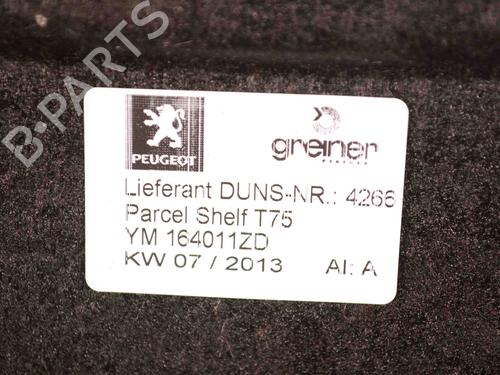 B-PARTS
PEUGEOT
greiner
Lieferant DUNS-NR.: 4266
Parcel Shelf T75
YM 164011ZD
KW 07 / 2013 AI: A